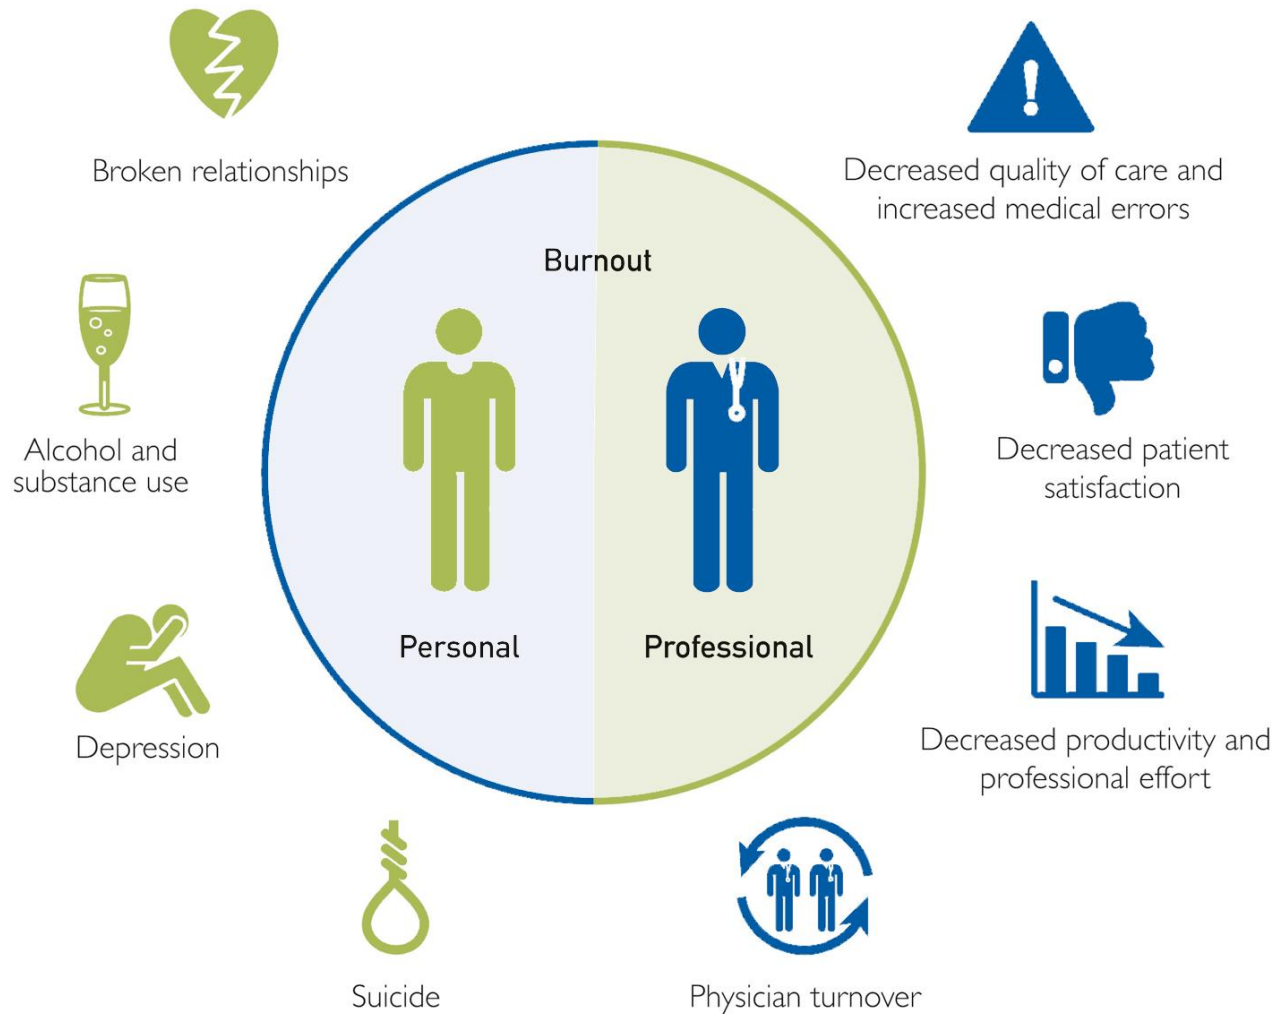 Broken relationships
Decreased quality of care and
increased medical errors
Burnout
Alcohol and
substance use
Decreased patient
satisfaction
Personal
Professional
Depression
Decreased productivity and
professional effort
Suicide
Physician turnover